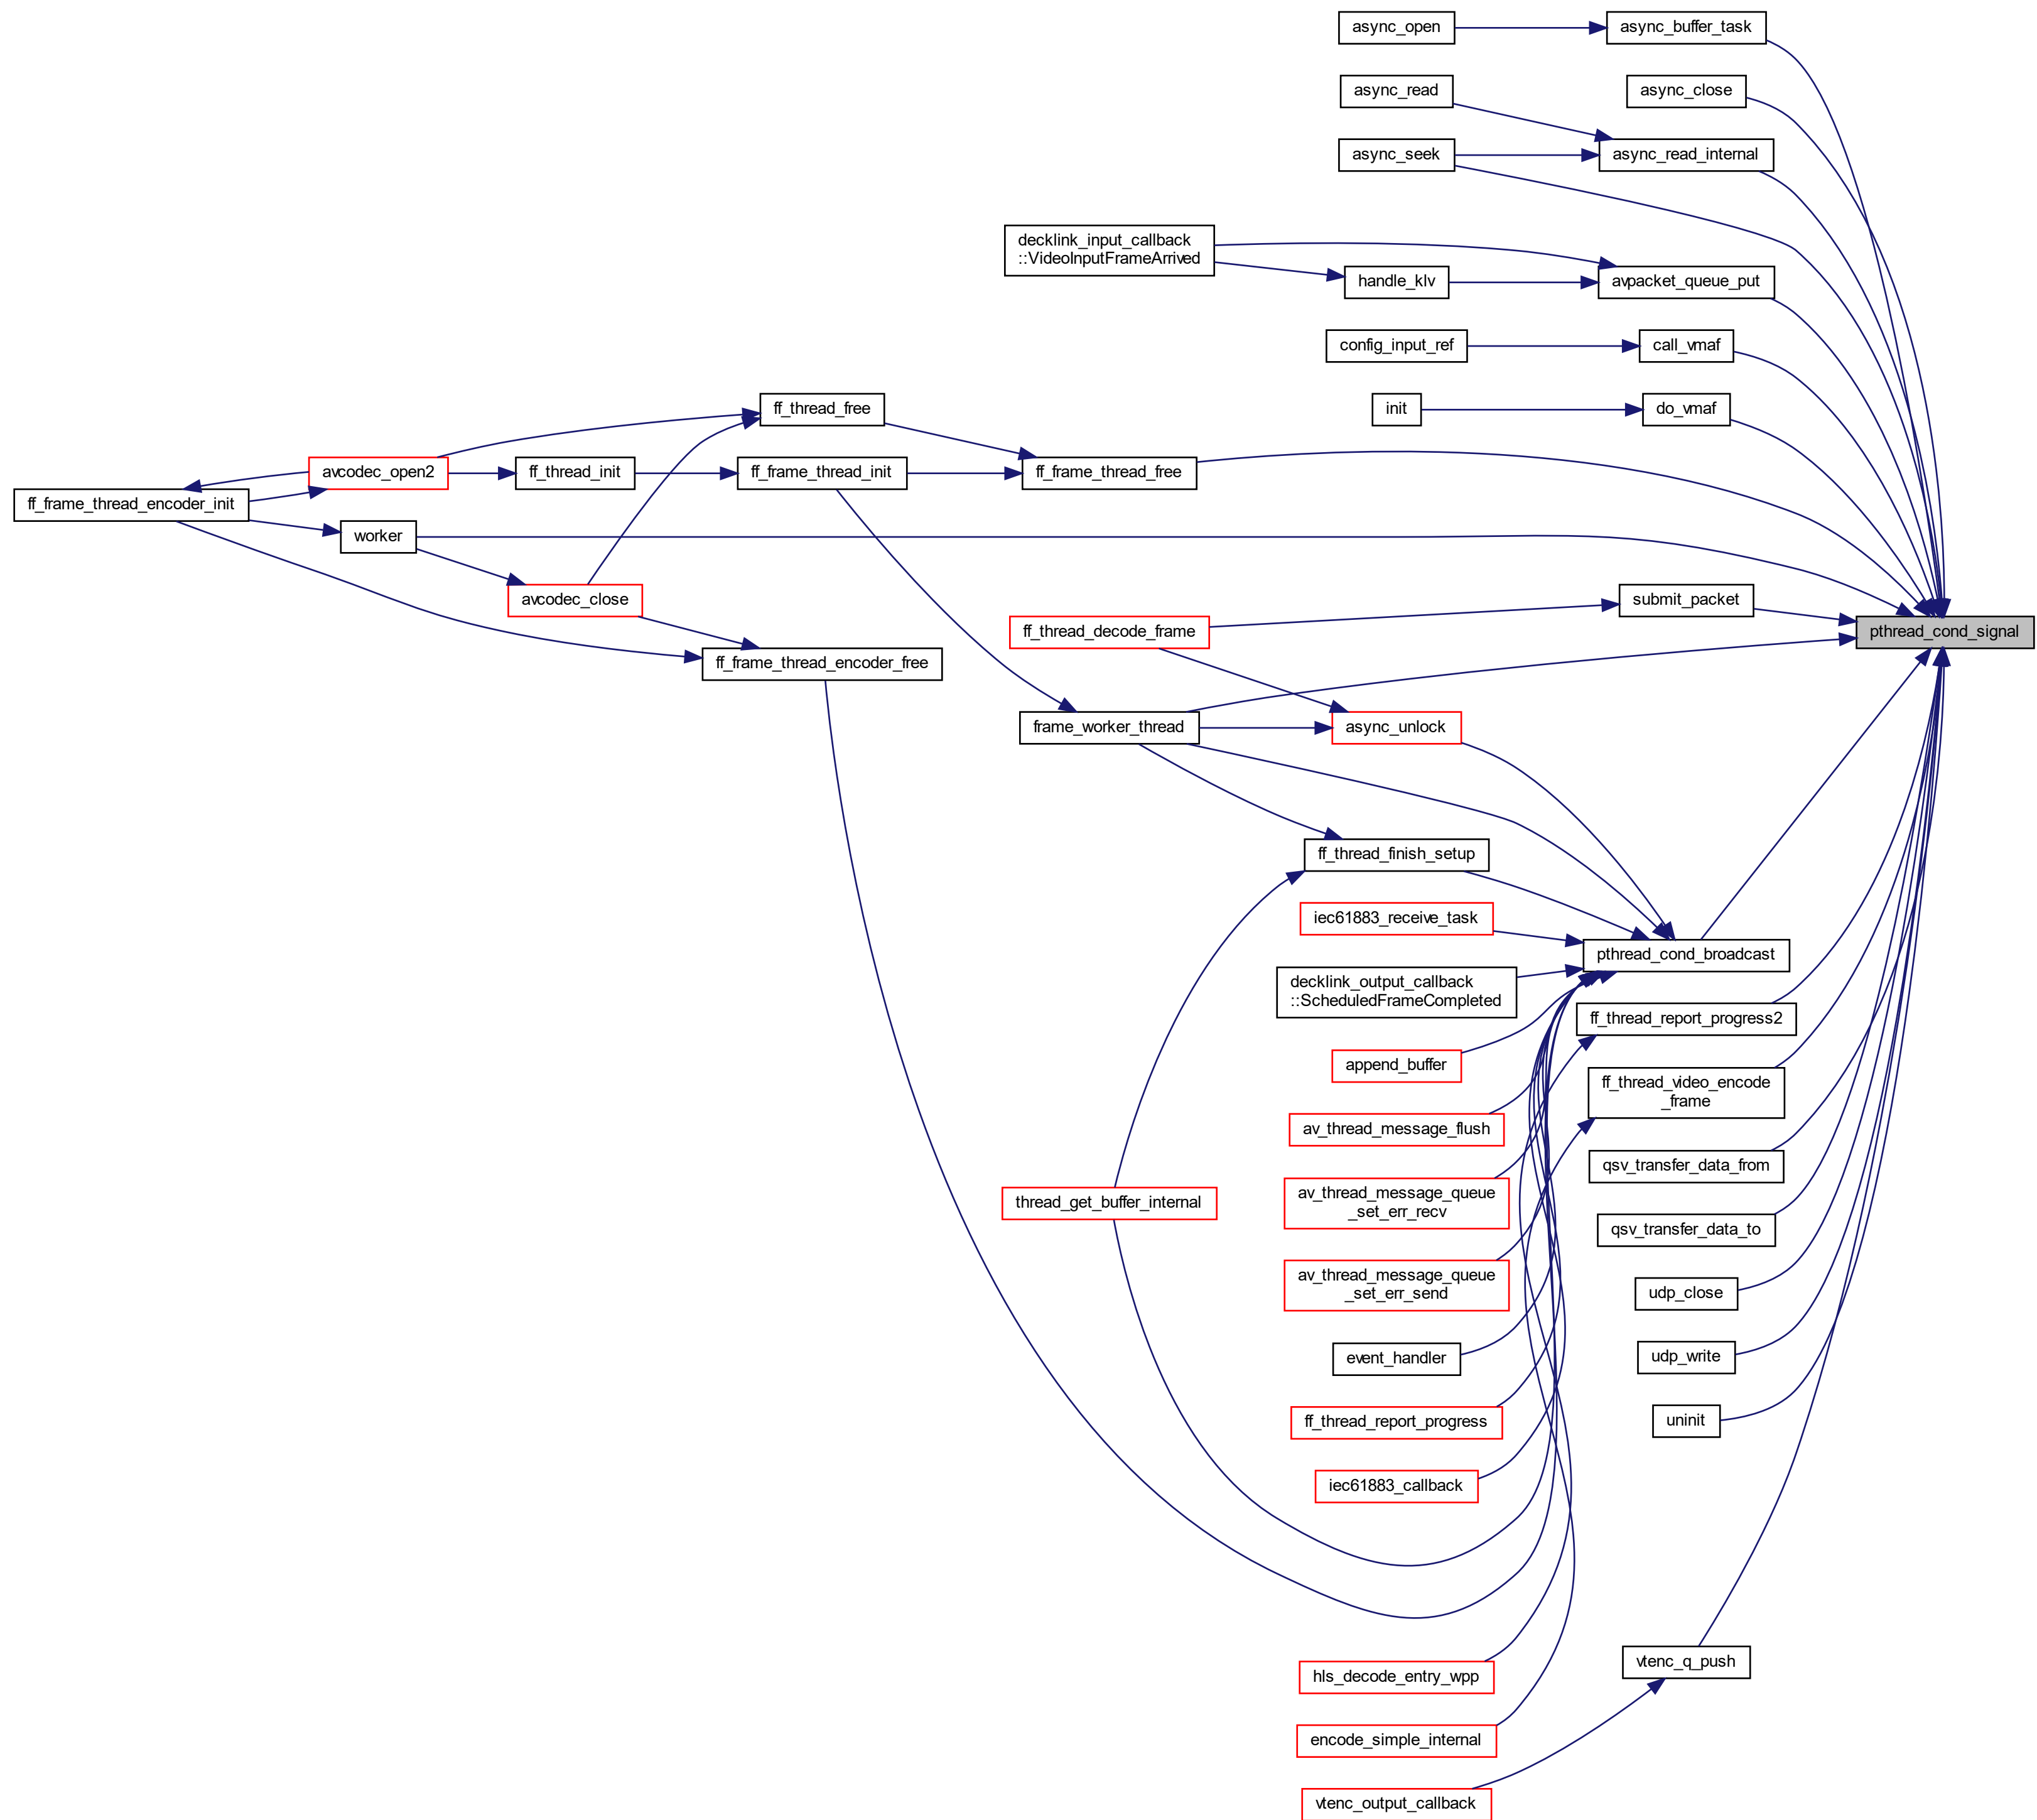 async_open
async_buffer_task
async_read
async_close
async_seek
async_read_internal
decklink_input_callback
::VideoInputFrameArrived
handle_klv
avpacket_queue_put
config_input_ref
call_vmaf
ff_thread_free
init
do_vmaf
avcodec_open2
ff_thread_init
ff_frame_thread_init
ff_frame_thread_free
ff_frame_thread_encoder_init
worker
avcodec_close
submit_packet
ff_thread_decode_frame
pthread_cond_signal
ff_frame_thread_encoder_free
frame_worker_thread
async_unlock
ff_thread_finish_setup
iec61883_receive_task
pthread_cond_broadcast
decklink_output_callback
::ScheduledFrameCompleted
ff_thread_report_progress2
append_buffer
ff_thread_video_encode
_frame
av_thread_message_flush
qsv_transfer_data_from
thread_get_buffer_internal
av_thread_message_queue
_set_err_recv
qsv_transfer_data_to
av_thread_message_queue
_set_err_send
udp_close
event_handler
udp_write
ff_thread_report_progress
uninit
iec61883_callback
hls_decode_entry_wpp
vtenc_q_push
encode_simple_internal
vtenc_output_callback